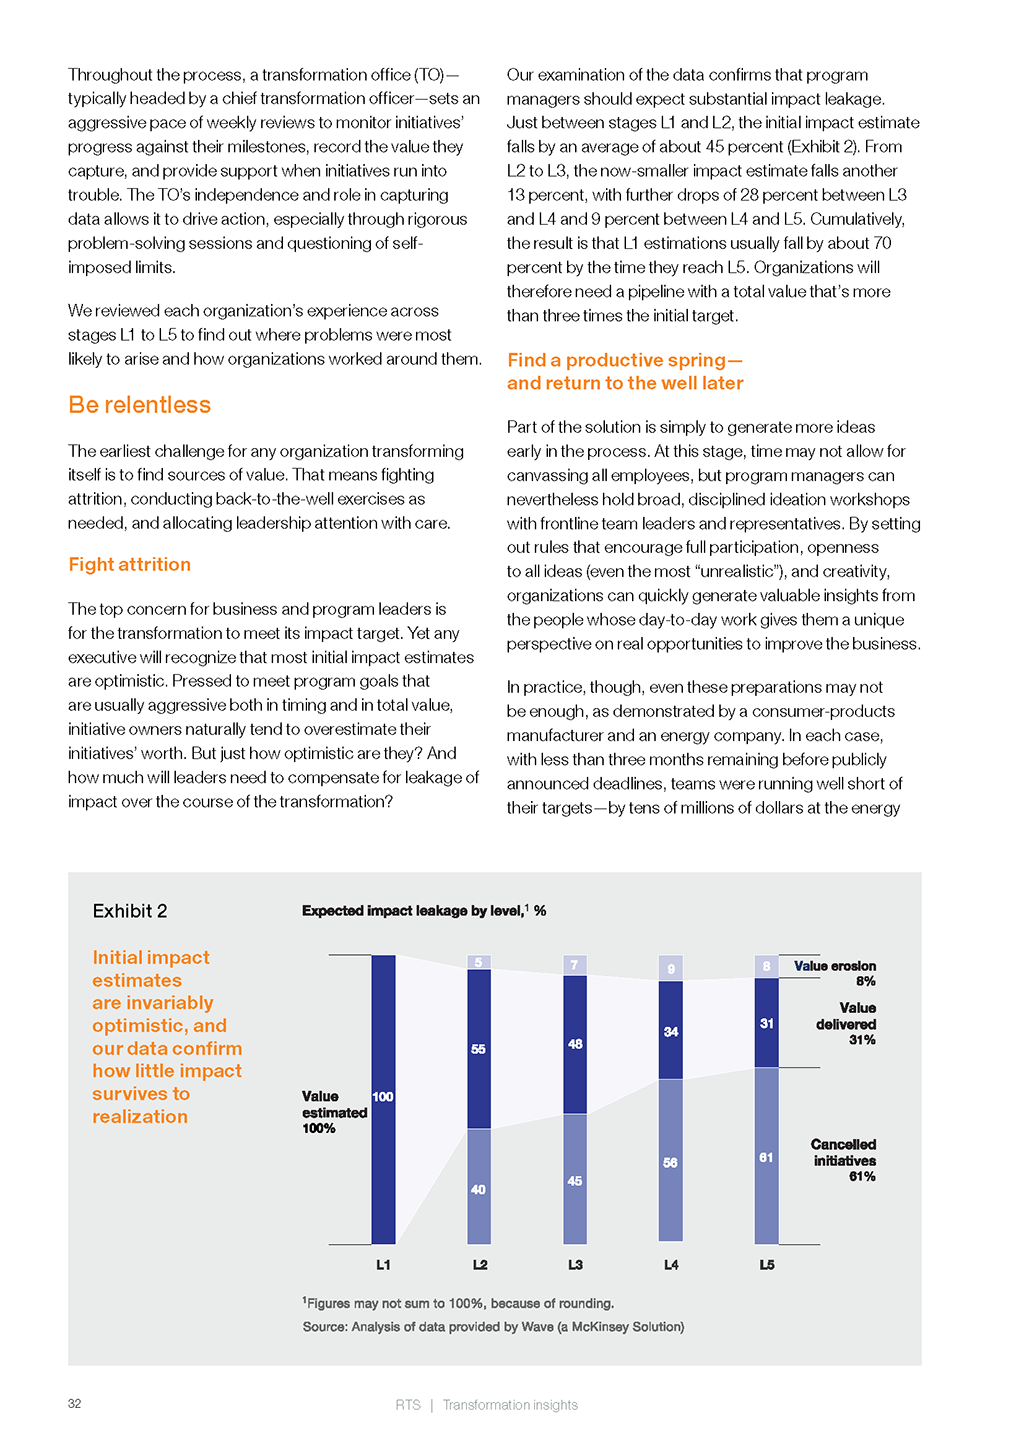 Throughout the process, a transformation office (TO)—
typically headed by a chief transformation officer—sets an
aggressive pace of weekly reviews to monitor initiatives’
progress against their milestones, record the value they
capture, and provide support when initiatives run into
trouble. The TO’s independence and role in capturing
data allows it to drive action, especially through rigorous
problem-solving sessions and questioning of self-
imposed limits.
We reviewed each organization’s experience across
stages L1 to L5 to find out where problems were most
likely to arise and how organizations worked around them.
Be relentless
The earliest challenge for any organization transforming
itself is to find sources of value. That means fighting
attrition, conducting back-to-the-well exercises as
needed, and allocating leadership attention with care.
Fight attrition
The top concern for business and program leaders is
for the transformation to meet its impact target. Yet any
executive will recognize that most initial impact estimates
are optimistic. Pressed to meet program goals that
are usually aggressive both in timing and in total value,
initiative owners naturally tend to overestimate their
initiatives’ worth. But just how optimistic are they? And
how much will leaders need to compensate for leakage of
impact over the course of the transformation?
Our examination of the data confirms that program
managers should expect substantial impact leakage.
Just between stages L1 and L2, the initial impact estimate
falls by an average of about 45 percent (Exhibit 2). From
L2 to L3, the now-smaller impact estimate falls another
13 percent, with further drops of 28 percent between L3
and L4 and 9 percent between L4 and L5. Cumulatively,
the result is that L1 estimations usually fall by about 70
percent by the time they reach L5. Organizations will
therefore need a pipeline with a total value that’s more
than three times the initial target.
Find a productive spring—
and return to the well later
Part of the solution is simply to generate more ideas
early in the process. At this stage, time may not allow for
canvassing all employees, but program managers can
nevertheless hold broad, disciplined ideation workshops
with frontline team leaders and representatives. By setting
out rules that encourage full participation, openness
to all ideas (even the most “unrealistic”), and creativity,
organizations can quickly generate valuable insights from
the people whose day-to-day work gives them a unique
perspective on real opportunities to improve the business.
In practice, though, even these preparations may not
be enough, as demonstrated by a consumer-products
manufacturer and an energy company. In each case,
with less than three months remaining before publicly
announced deadlines, teams were running well short of
their targets—by tens of millions of dollars at the energy
Exhibit 2
Initial impact
estimates
are invariably
optimistic, and
our data confirm
how little impact
survives to
realization
Expected impact leakage by level,¹ %
Value
estimated
100%
100
5
55
40
7
48
45
9
34
56
8
31
61
Value erosion
8%
Value
delivered
31%
Cancelled
initiatives
61%
L1 L2 L3 L4 L5
¹Figures may not sum to 100%, because of rounding.
Source: Analysis of data provided by Wave (a McKinsey Solution)
32
RTS | Transformation insights